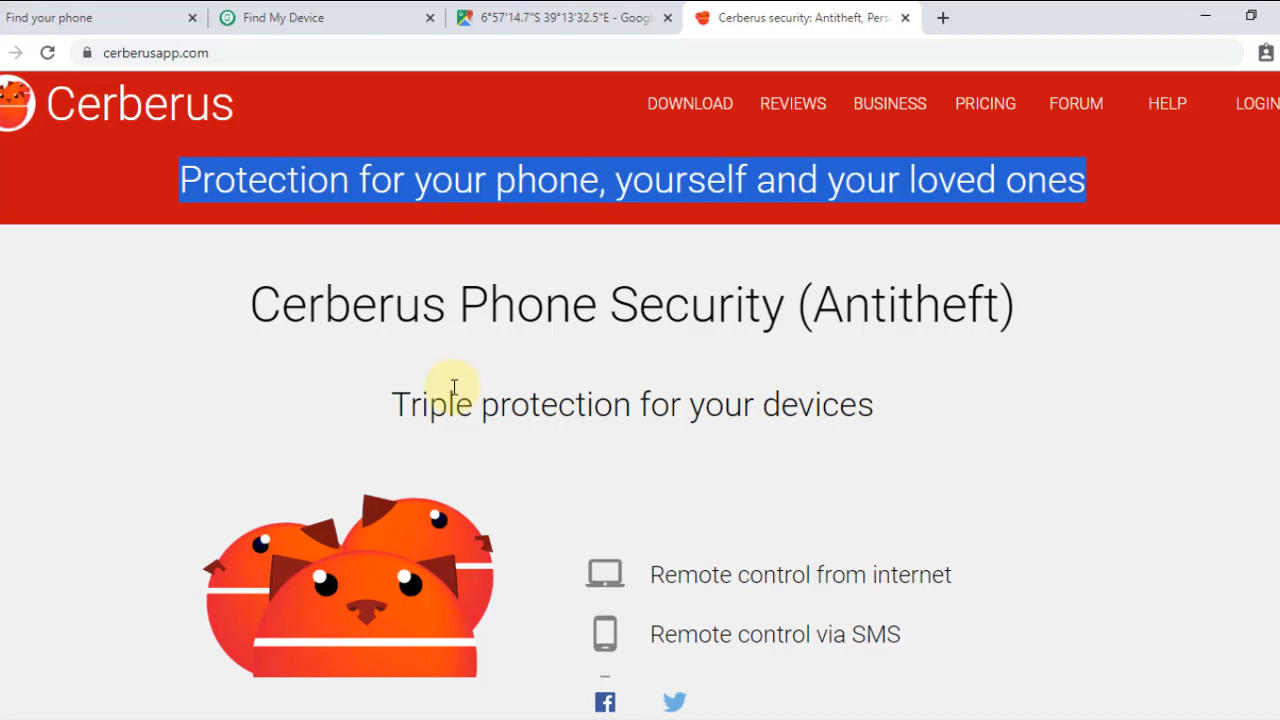 Find your phone
Find My Device
6°57'14.7"S 39°13'32.5"E - Goog
Cerberus security: Antitheft, Pers
cerberusapp.com
Cerberus
DOWNLOAD REVIEWS BUSINESS PRICING FORUM HELP LOGIN
Protection for your phone, yourself and your loved ones
Cerberus Phone Security (Antitheft)
Triple protection for your devices
Remote control from internet
Remote control via SMS